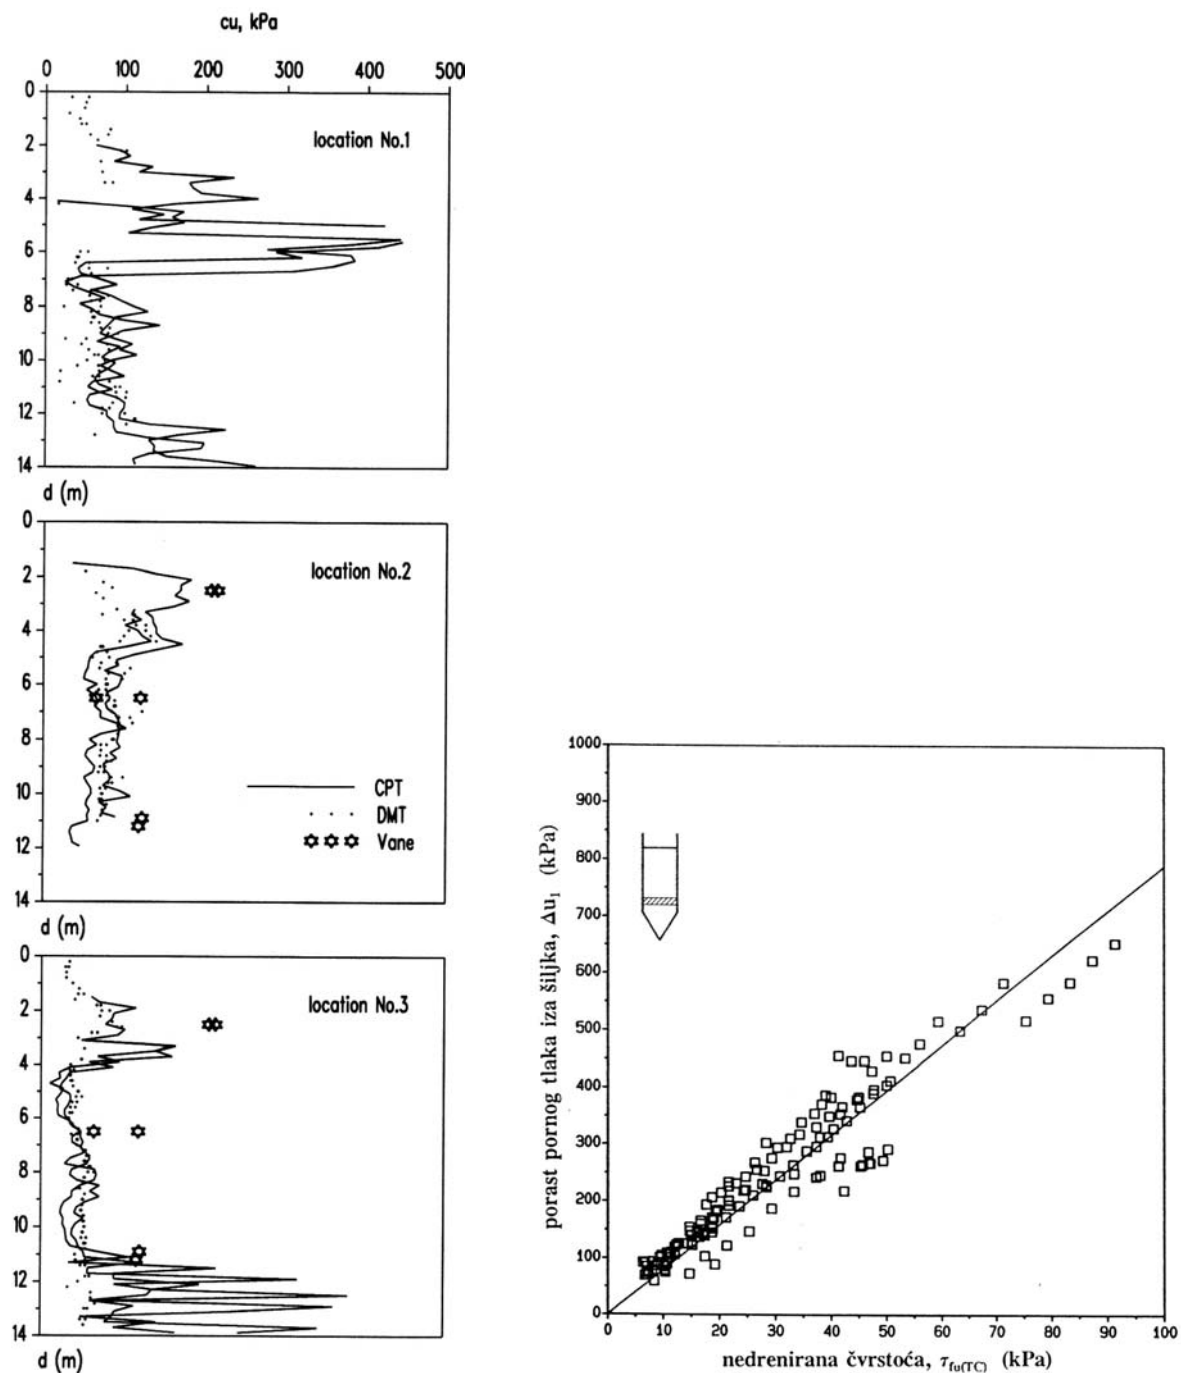 cu, kPa
0 100 200 300 400 500
0
location No.1
2
4
6
8
10
12
14
d (m)
0
location No.2
2
4
6
8
10
12
14
CPT
DMT
Vane
d (m)
0
location No.3
2
4
6
8
10
12
14
d (m)
porast pornog tlaka iza šiljka, Δu₁ (kPa)
1000
900
800
700
600
500
400
300
200
100
0
0 10 20 30 40 50 60 70 80 90 100
nedrenirana čvrstoća, τfu(TC) (kPa)